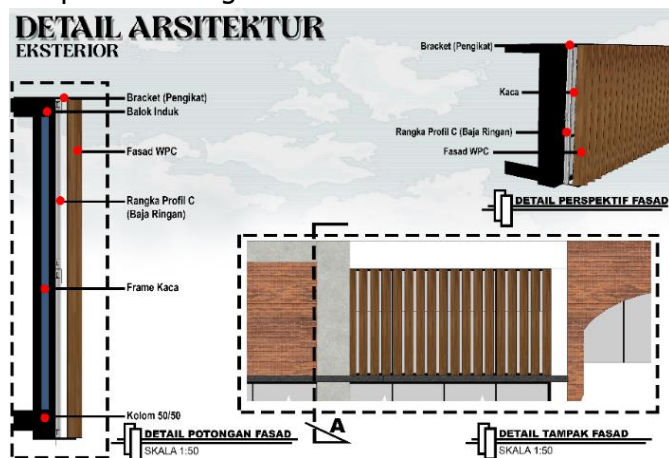 DETAIL ARSITEKTUR
EKSTERIOR
Bracket (Pengikat)
Balok Induk
Fasad WPC
Rangka Profil C
(Baja Ringan)
Frame Kaca
Kolom 50/50
DETAIL POTONGAN FASAD
SKALA 1:50
Bracket (Pengikat)
Kaca
Rangka Profil C (Baja Ringan)
Fasad WPC
DETAIL PERSPEKTIF FASAD
A
DETAIL TAMPAK FASAD
SKALA 1:50